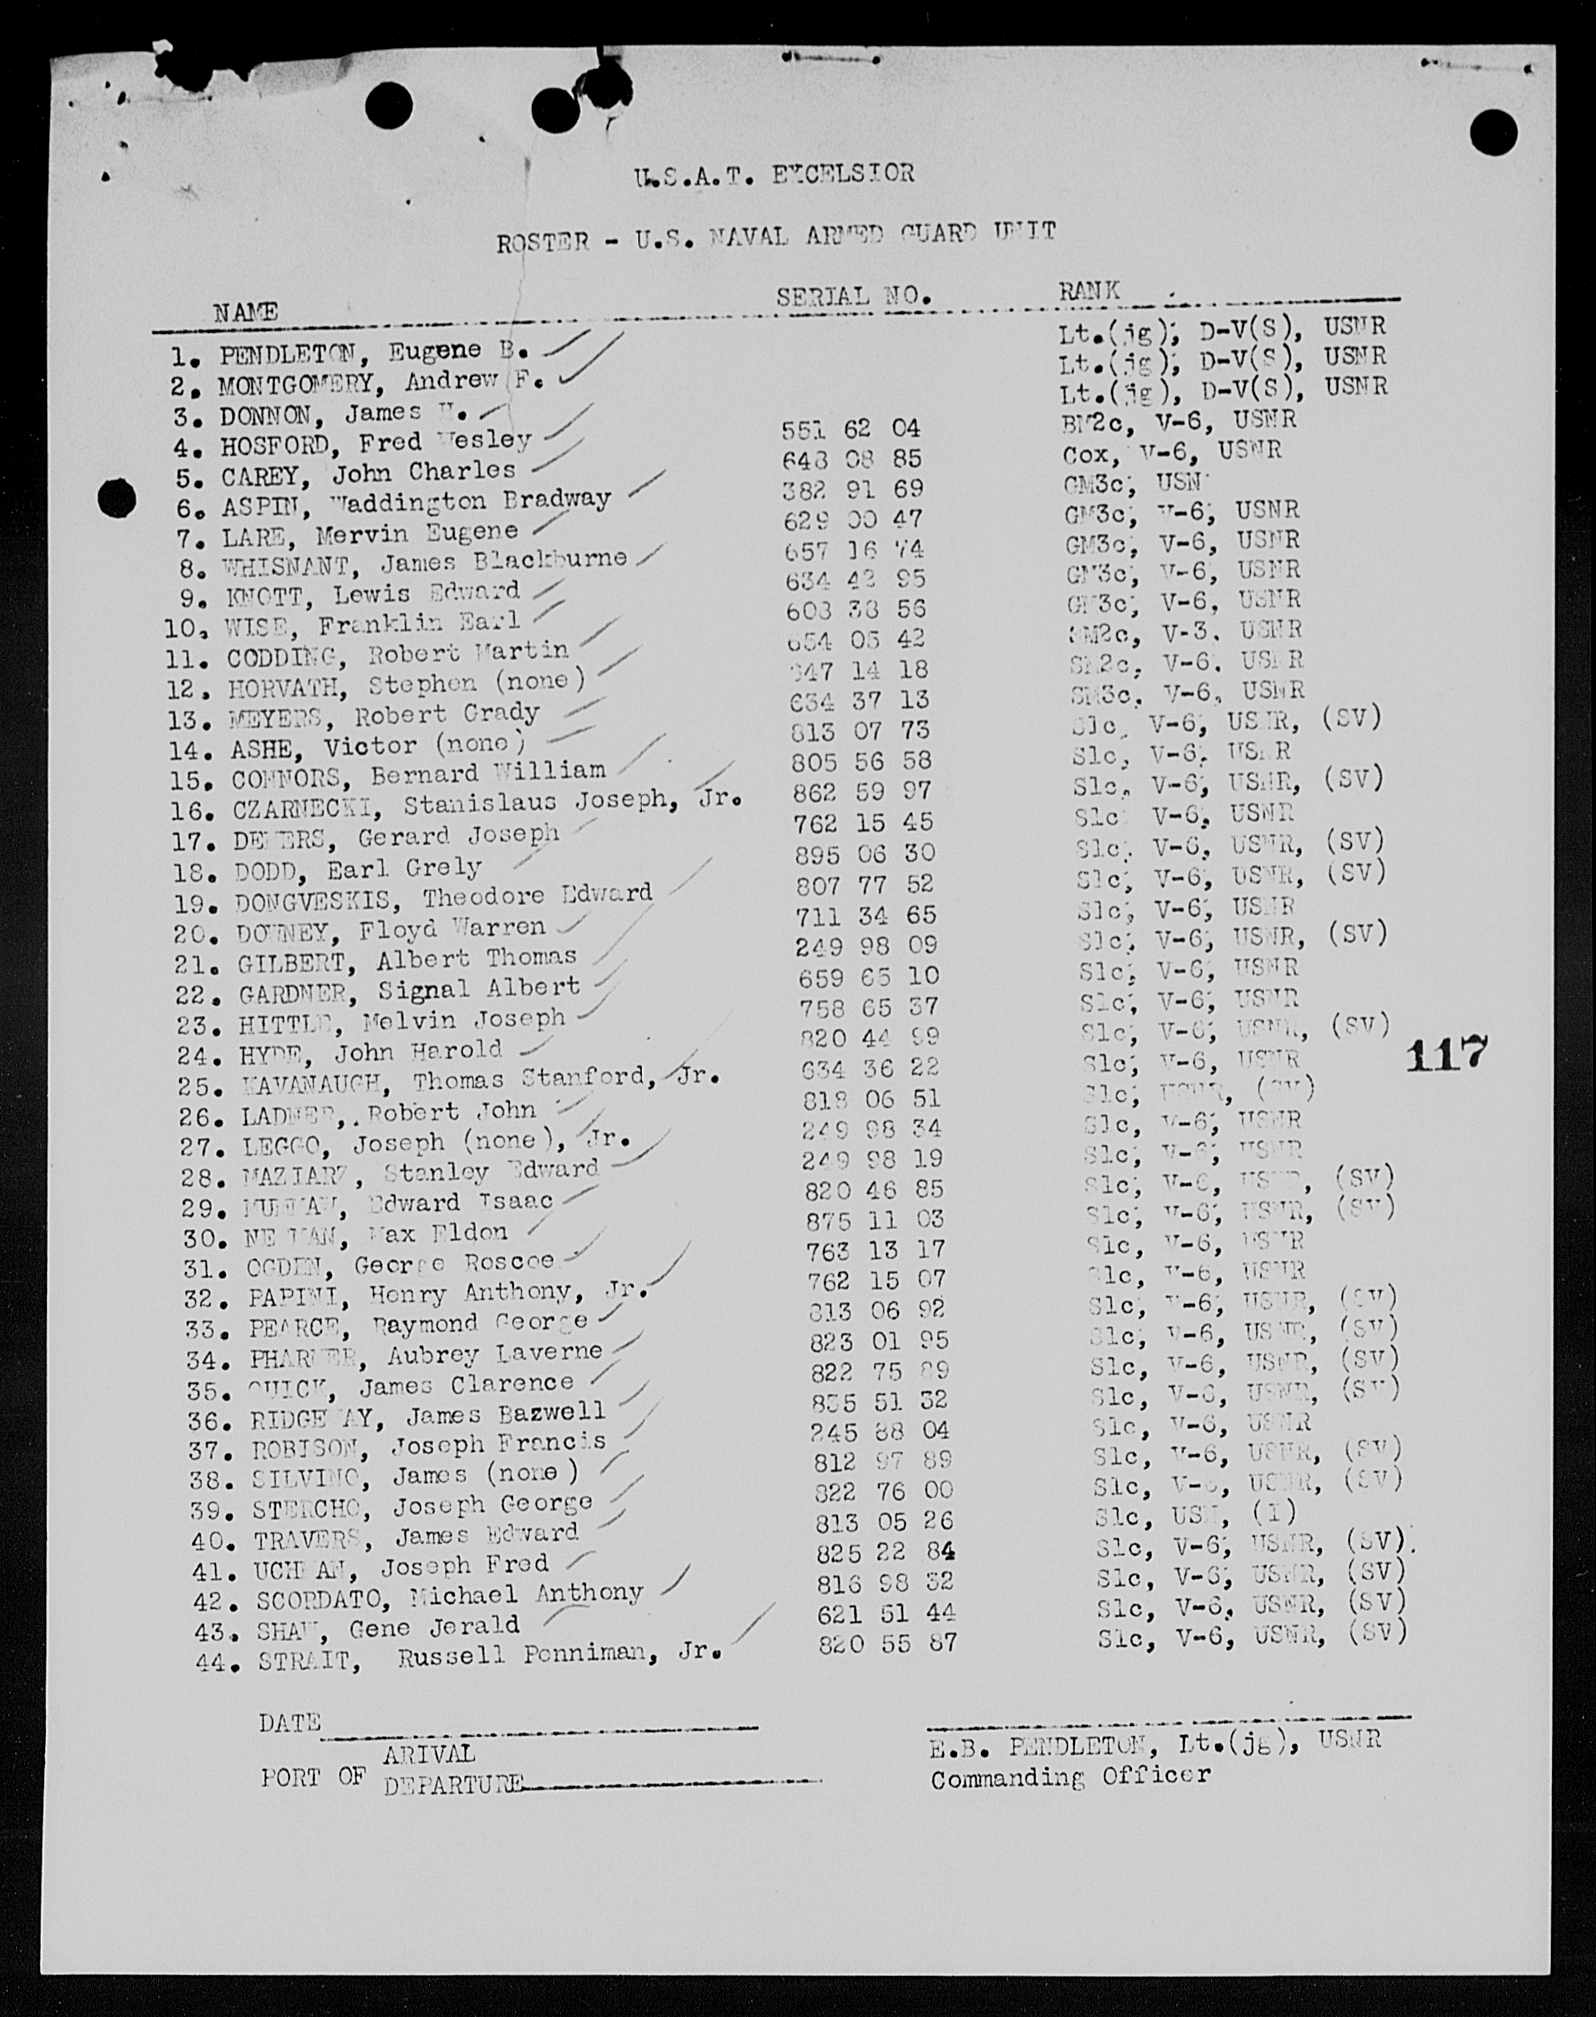 U.S.A.T. EXCELSIOR
ROSTER - U.S. NAVAL ARMED GUARD UNIT
NAME SERIAL NO. RANK
1. PENDLETON, Eugene B. Lt.(jg); D-V(S), USNR
2. MONTGOMERY, Andrew F. Lt.(jg); D-V(S), USNR
3. DONNON, James Lt.(jg), D-V(S), USNR
4. HOSFORD, Fred Wesley 551 62 04 BM2c, V-6, USNR
5. CAREY, John Charles 643 08 85 Cox, V-6, USNR
6. ASPIN, Waddington Bradway 382 91 69 GM3c; USN
7. LARE, Mervin Eugene 629 00 47 GM3c; V-6; USNR
8. WHISNANT, James Blackburne 657 16 74 GM3c; V-6, USNR
9. KNOTT, Lewis Edward 634 42 95 GM3c; V-6; USNR
10. WISE, Franklin Earl 608 38 56 GM3c; V-6, USNR
11. CODDING, Robert Martin 654 05 42 SM2c, V-3. USNR
12. HORVATH, Stephen (none) 647 14 18 SM2c, V-6. USNR
13. MEYERS, Robert Grady 634 37 13 SM3c. V-6, USNR
14. ASHE, Victor (none) 813 07 73 S1c, V-6; USNR, (SV)
15. CONNORS, Bernard William 805 56 58 S1c, V-6. USNR
16. CZARNECKI, Stanislaus Joseph, Jr. 862 59 97 S1c, V-6; USNR, (SV)
17. DEMERS, Gerard Joseph 762 15 45 S1c V-6, USNR
18. DODD, Earl Grely 895 06 30 S1c, V-6, USNR, (SV)
19. DONGVESKIS, Theodore Edward 807 77 52 S1c; V-6, USNR, (SV)
20. DOWNEY, Floyd Warren 711 34 65 S1c; V-6; USNR
21. GILBERT, Albert Thomas 249 98 09 S1c; V-6; USNR, (SV)
22. GARDNER, Signal Albert 659 65 10 S1c; V-6; USNR
23. HITTLE, Melvin Joseph 758 65 37 S1c; V-6; USNR
24. HYDE, John Harold 820 44 99 S1c; V-6; USNR, (SV)
25. KAVANAUGH, Thomas Stanford, Jr. 634 36 22 S1c; V-6, USNR
26. LADNER, Robert John 818 06 51 S1c; USNR, (SV)
27. LEGGO, Joseph (none), Jr. 249 98 34 S1c, V-6; USNR
28. MAZIARZ, Stanley Edward 249 98 19 S1c; V-6; USNR
29. Edward Isaac 820 46 85 S1c; V-6, USNR, (SV)
30. NEWMAN, Max Eldon 875 11 03 S1c; V-6; USNR, (SV)
31. OGDEN, George Roscoe 763 13 17 S1c, V-6, USNR
32. PAPINI, Henry Anthony, Jr. 762 15 07 S1c, V-6, USNR
33. PEARCE, Raymond George 813 06 92 S1c, V-6; USNR, (SV)
34. PHARMER, Aubrey Laverne 823 01 95 S1c; V-6, USNR, (SV)
35. QUICK, James Clarence 822 75 89 S1c, V-6, USNR, (SV)
36. RIDGEWAY, James Bazwell 835 51 32 S1c, V-6, USNR, (SV)
37. ROBISON, Joseph Francis 245 88 04 S1c, V-6, USNR
38. SILVINO, James (none) 812 97 89 S1c, V-6, USNR, (SV)
39. STERCHO, Joseph George 822 76 00 S1c, V-6, USNR, (SV)
40. TRAVERS, James Edward 813 05 26 S1c, USN, (I)
41. UCHMAN, Joseph Fred 825 22 84 S1c, V-6; USNR, (SV)
42. SCORDATO, Michael Anthony 816 98 32 S1c, V-6; USNR, (SV)
43. SHAW, Gene Jerald 621 51 44 S1c, V-6, USNR, (SV)
44. STRAIT, Russell Penniman, Jr. 820 55 87 S1c, V-6, USNR, (SV)
117
DATE
ARIVAL
PORT OF DEPARTURE
E.B. PENDLETON, Lt.(jg), USNR
Commanding Officer